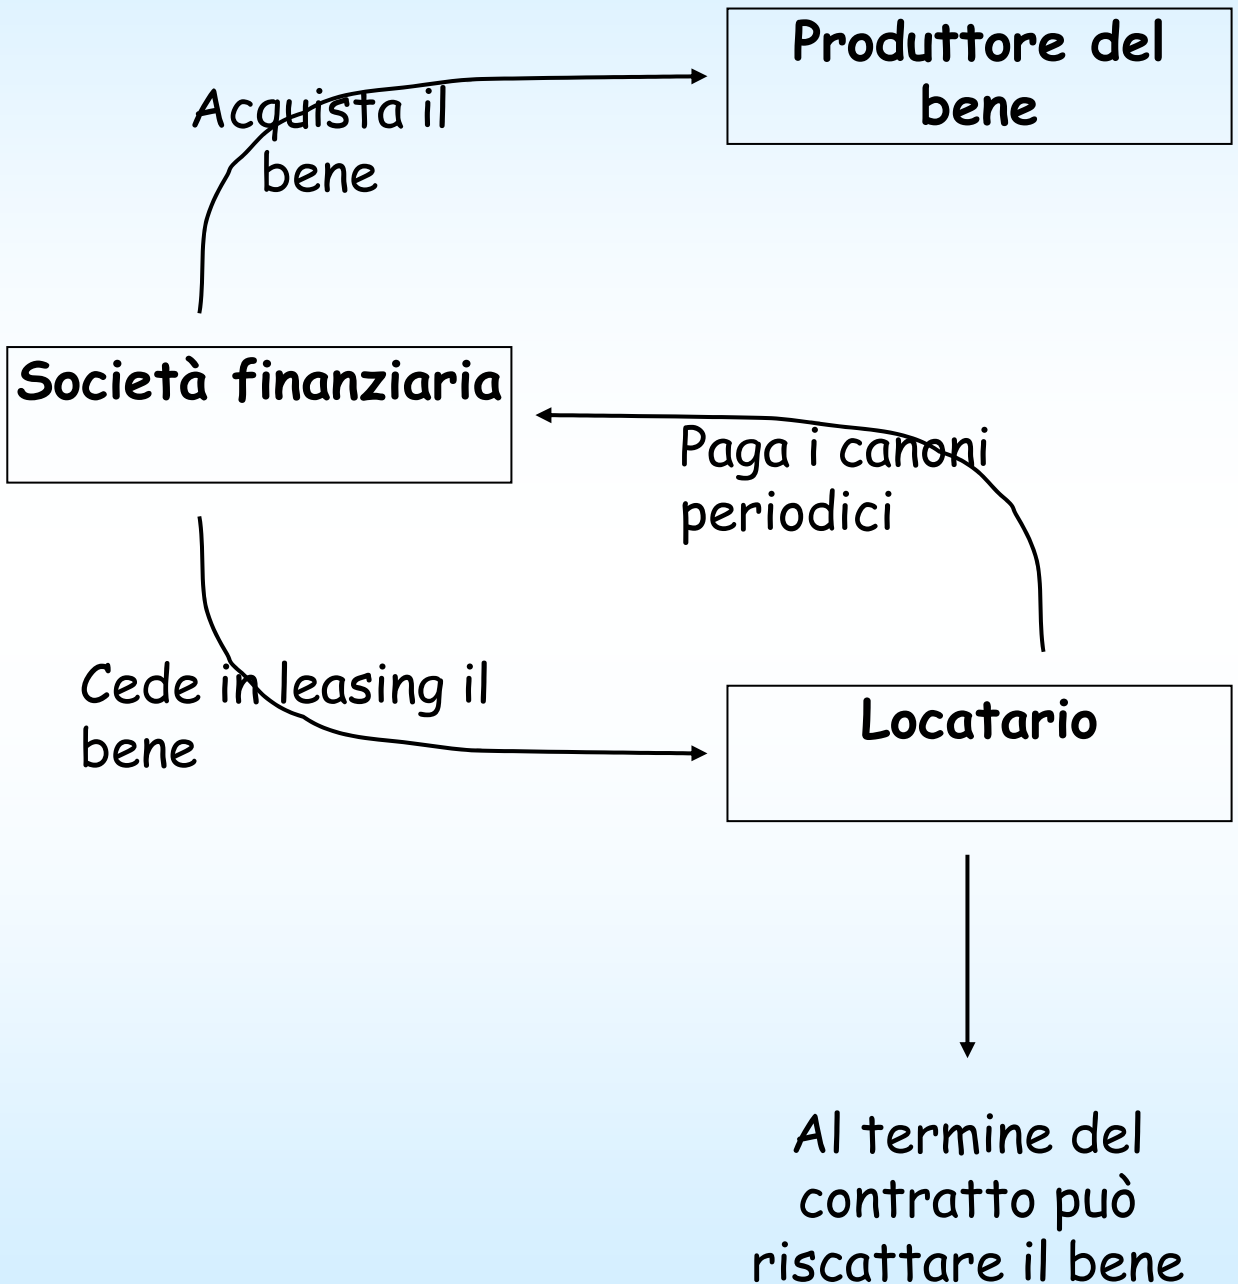 Produttore del
bene
Acquista il
bene
Società finanziaria
Paga i canoni
periodici
Cede in leasing il
bene
Locatario
Al termine del
contratto può
riscattare il bene